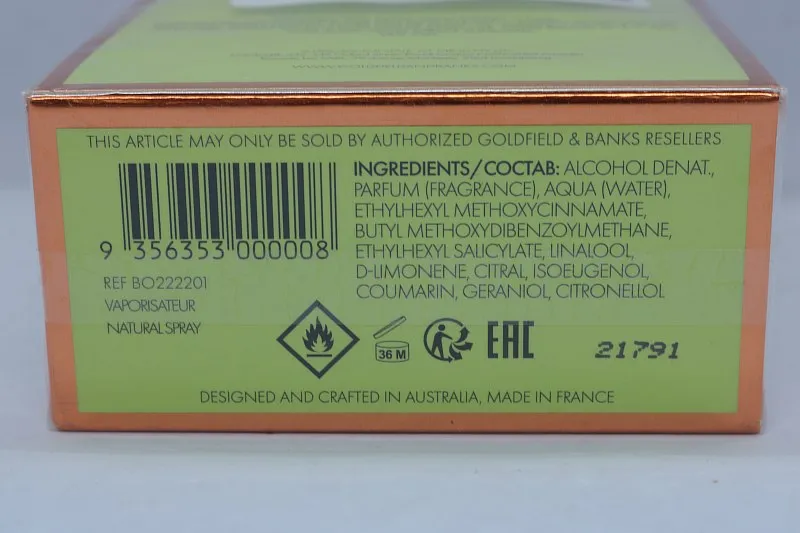 THIS ARTICLE MAY ONLY BE SOLD BY AUTHORIZED GOLDFIELD & BANKS RESELLERS
INGREDIENTS/СОСТАВ: ALCOHOL DENAT.,
PARFUM (FRAGRANCE), AQUA (WATER),
ETHYLHEXYL METHOXYCINNAMATE,
BUTYL METHOXYDIBENZOYLMETHANE,
ETHYLHEXYL SALICYLATE, LINALOOL,
D-LIMONENE, CITRAL, ISOEUGENOL,
COUMARIN, GERANIOL, CITRONELLOL
9 356353 000008
REF BO222201
VAPORISATEUR
NATURAL SPRAY
36 M
EAC
21791
DESIGNED AND CRAFTED IN AUSTRALIA, MADE IN FRANCE